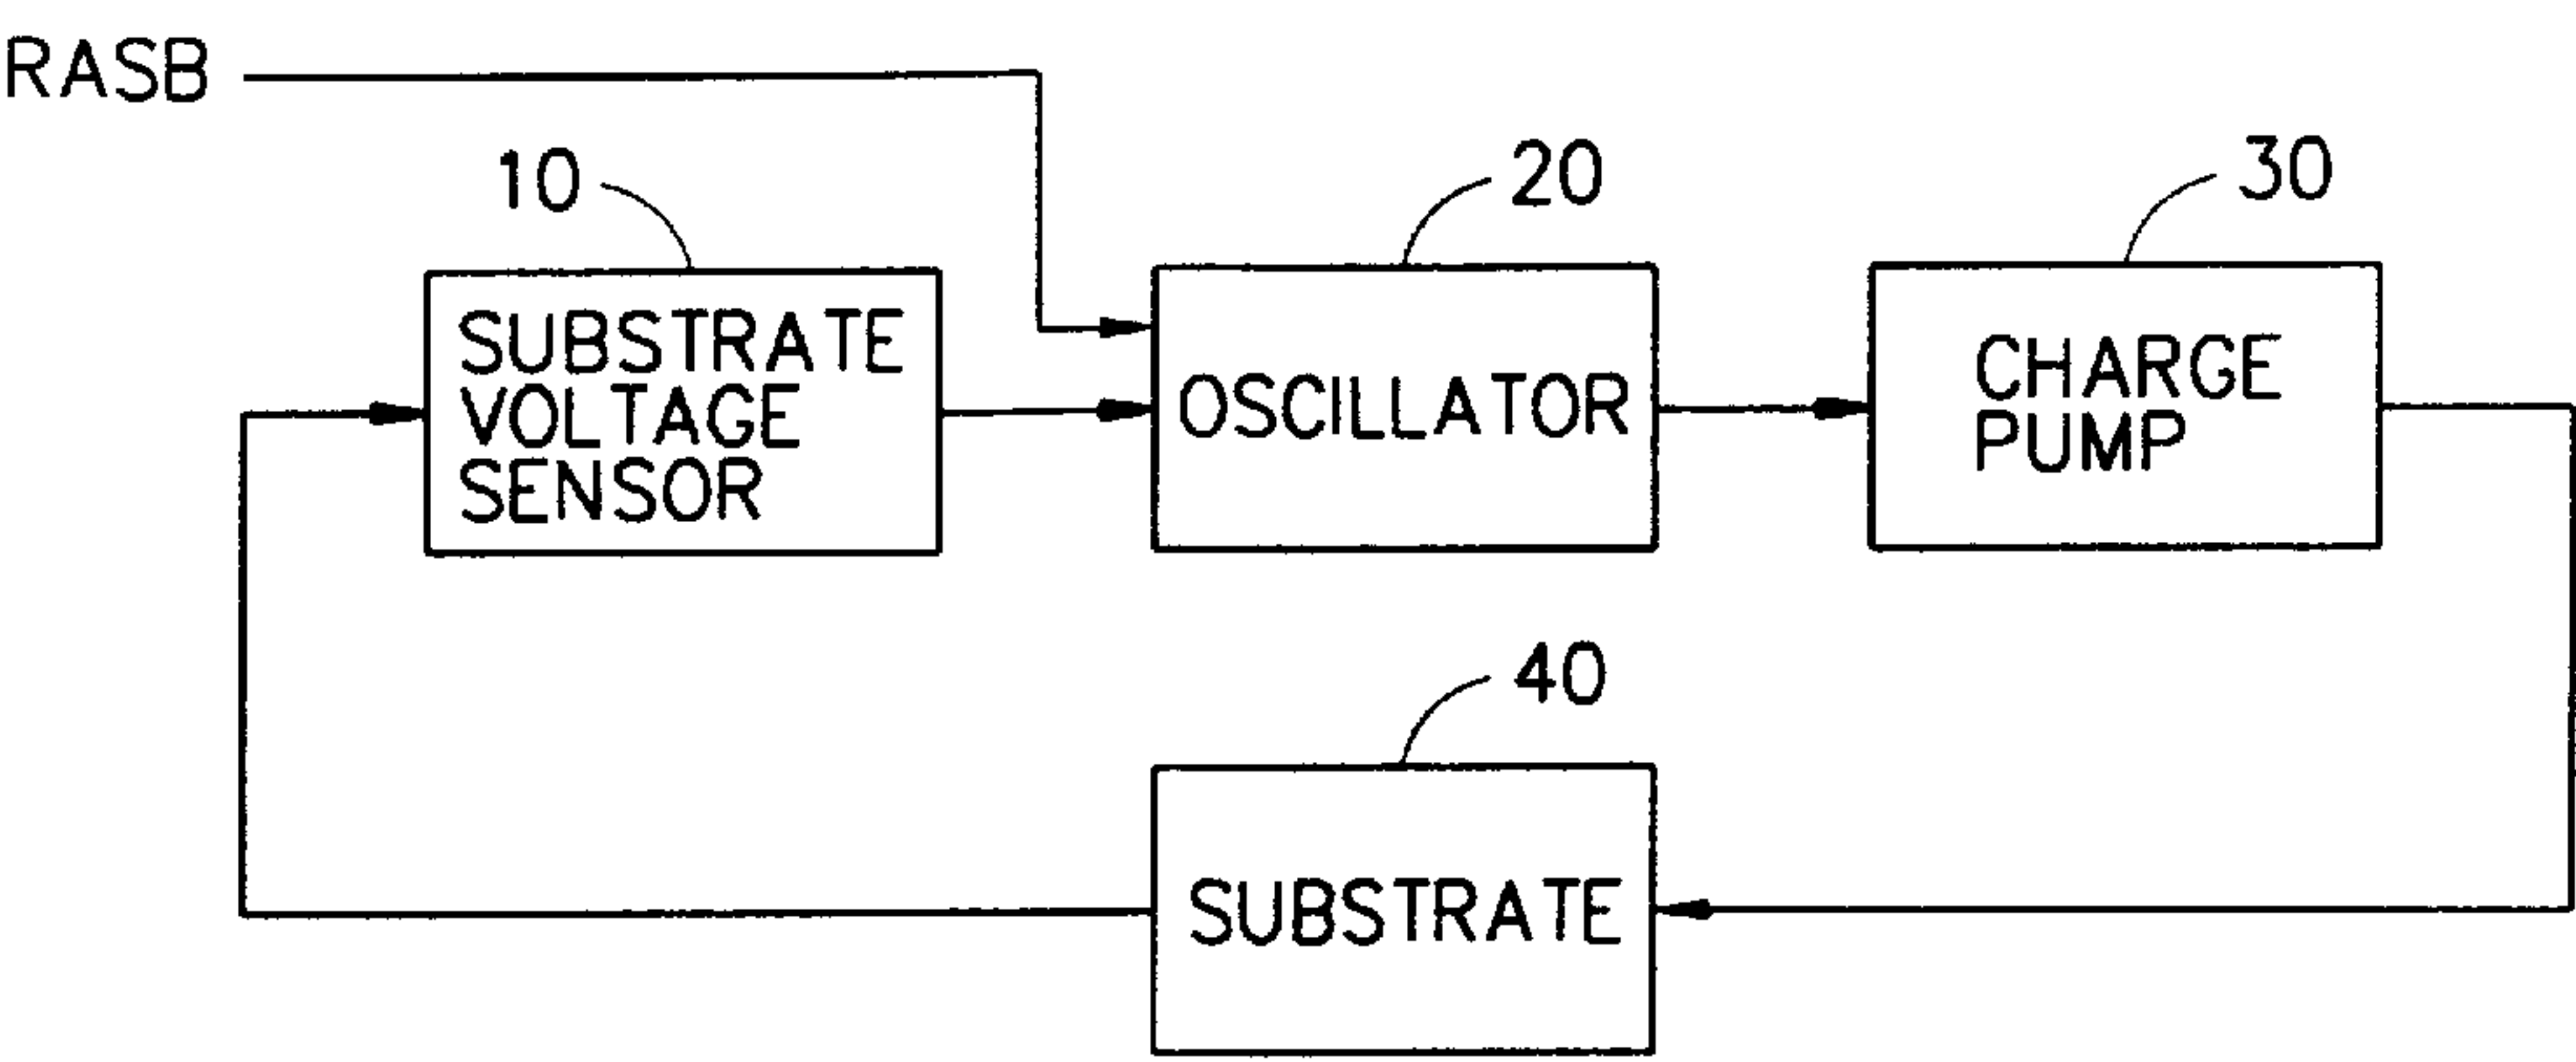 RASB
10
20
30
SUBSTRATE
VOLTAGE
SENSOR
OSCILLATOR
CHARGE
PUMP
40
SUBSTRATE